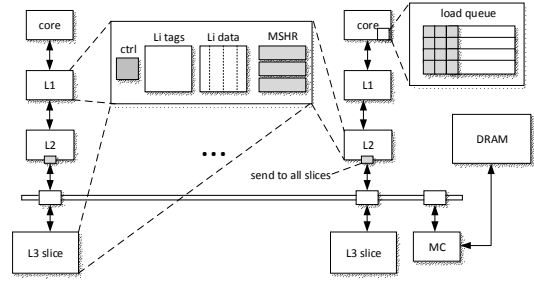 core
core
load queue
Li tags
Li data
MSHR
ctrl
L1
L1
L2
L2
DRAM
...
send to all slices
L3 slice
L3 slice
MC